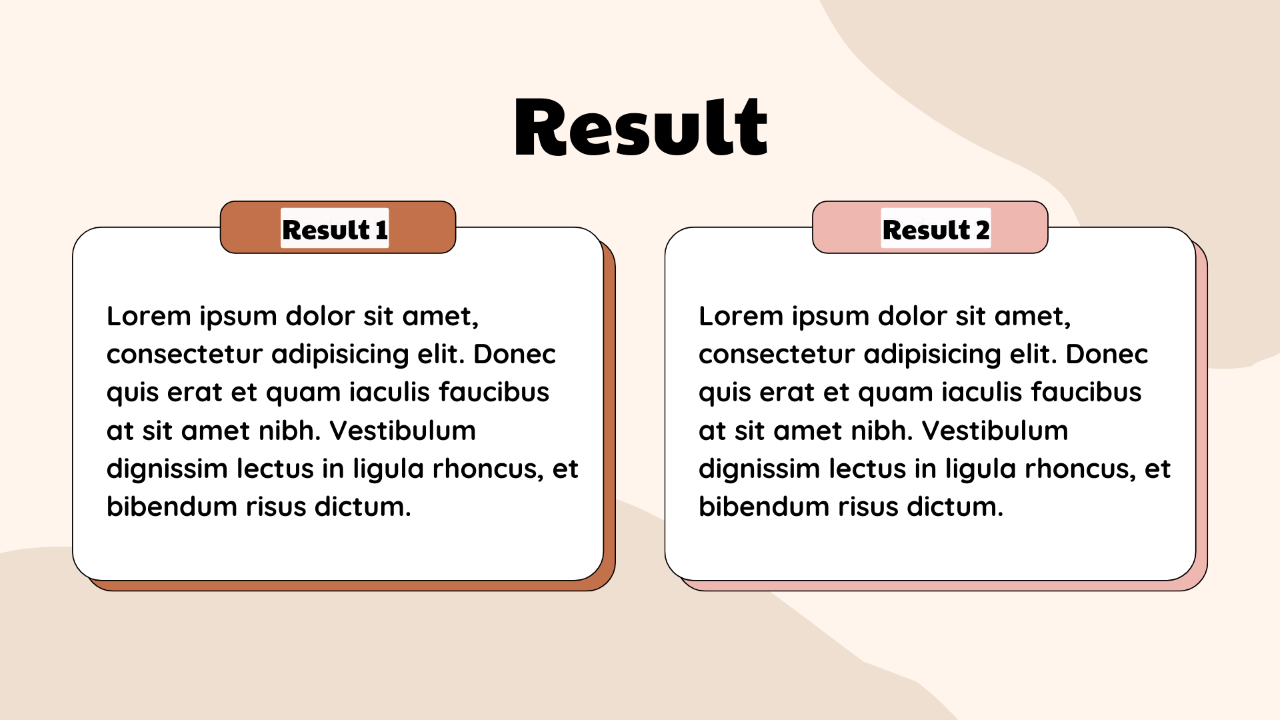 Result
Result 1
Lorem ipsum dolor sit amet,
consectetur adipisicing elit. Donec
quis erat et quam iaculis faucibus
at sit amet nibh. Vestibulum
dignissim lectus in ligula rhoncus, et
bibendum risus dictum.
Result 2
Lorem ipsum dolor sit amet,
consectetur adipisicing elit. Donec
quis erat et quam iaculis faucibus
at sit amet nibh. Vestibulum
dignissim lectus in ligula rhoncus, et
bibendum risus dictum.